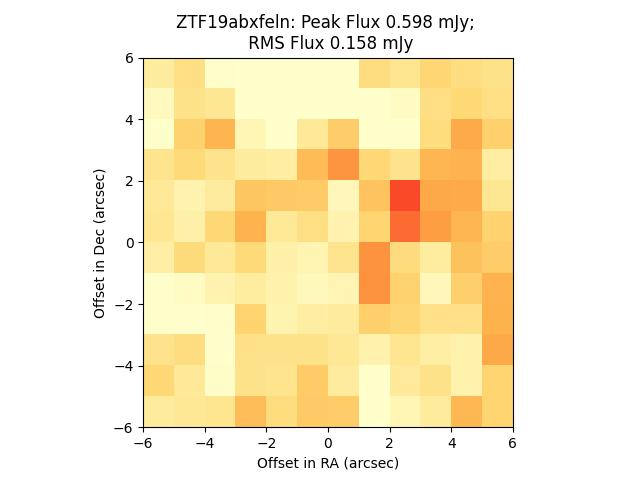 ZTF19abxfeln: Peak Flux 0.598 mJy;
RMS Flux 0.158 mJy
6
4
2
0
−2
−4
−6
Offset in Dec (arcsec)
−6 −4 −2 0 2 4 6
Offset in RA (arcsec)